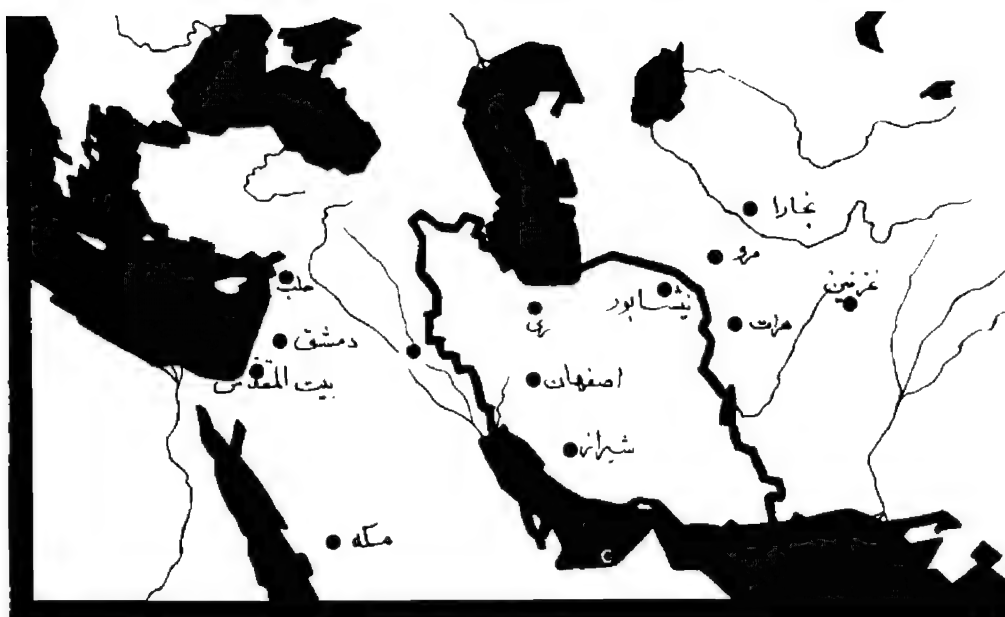 بخارا
مرو
غزنین
حلب
نیشابور
ری
هرات
دمشق
بیت المقدس
اصفهان
شیراز
مکه